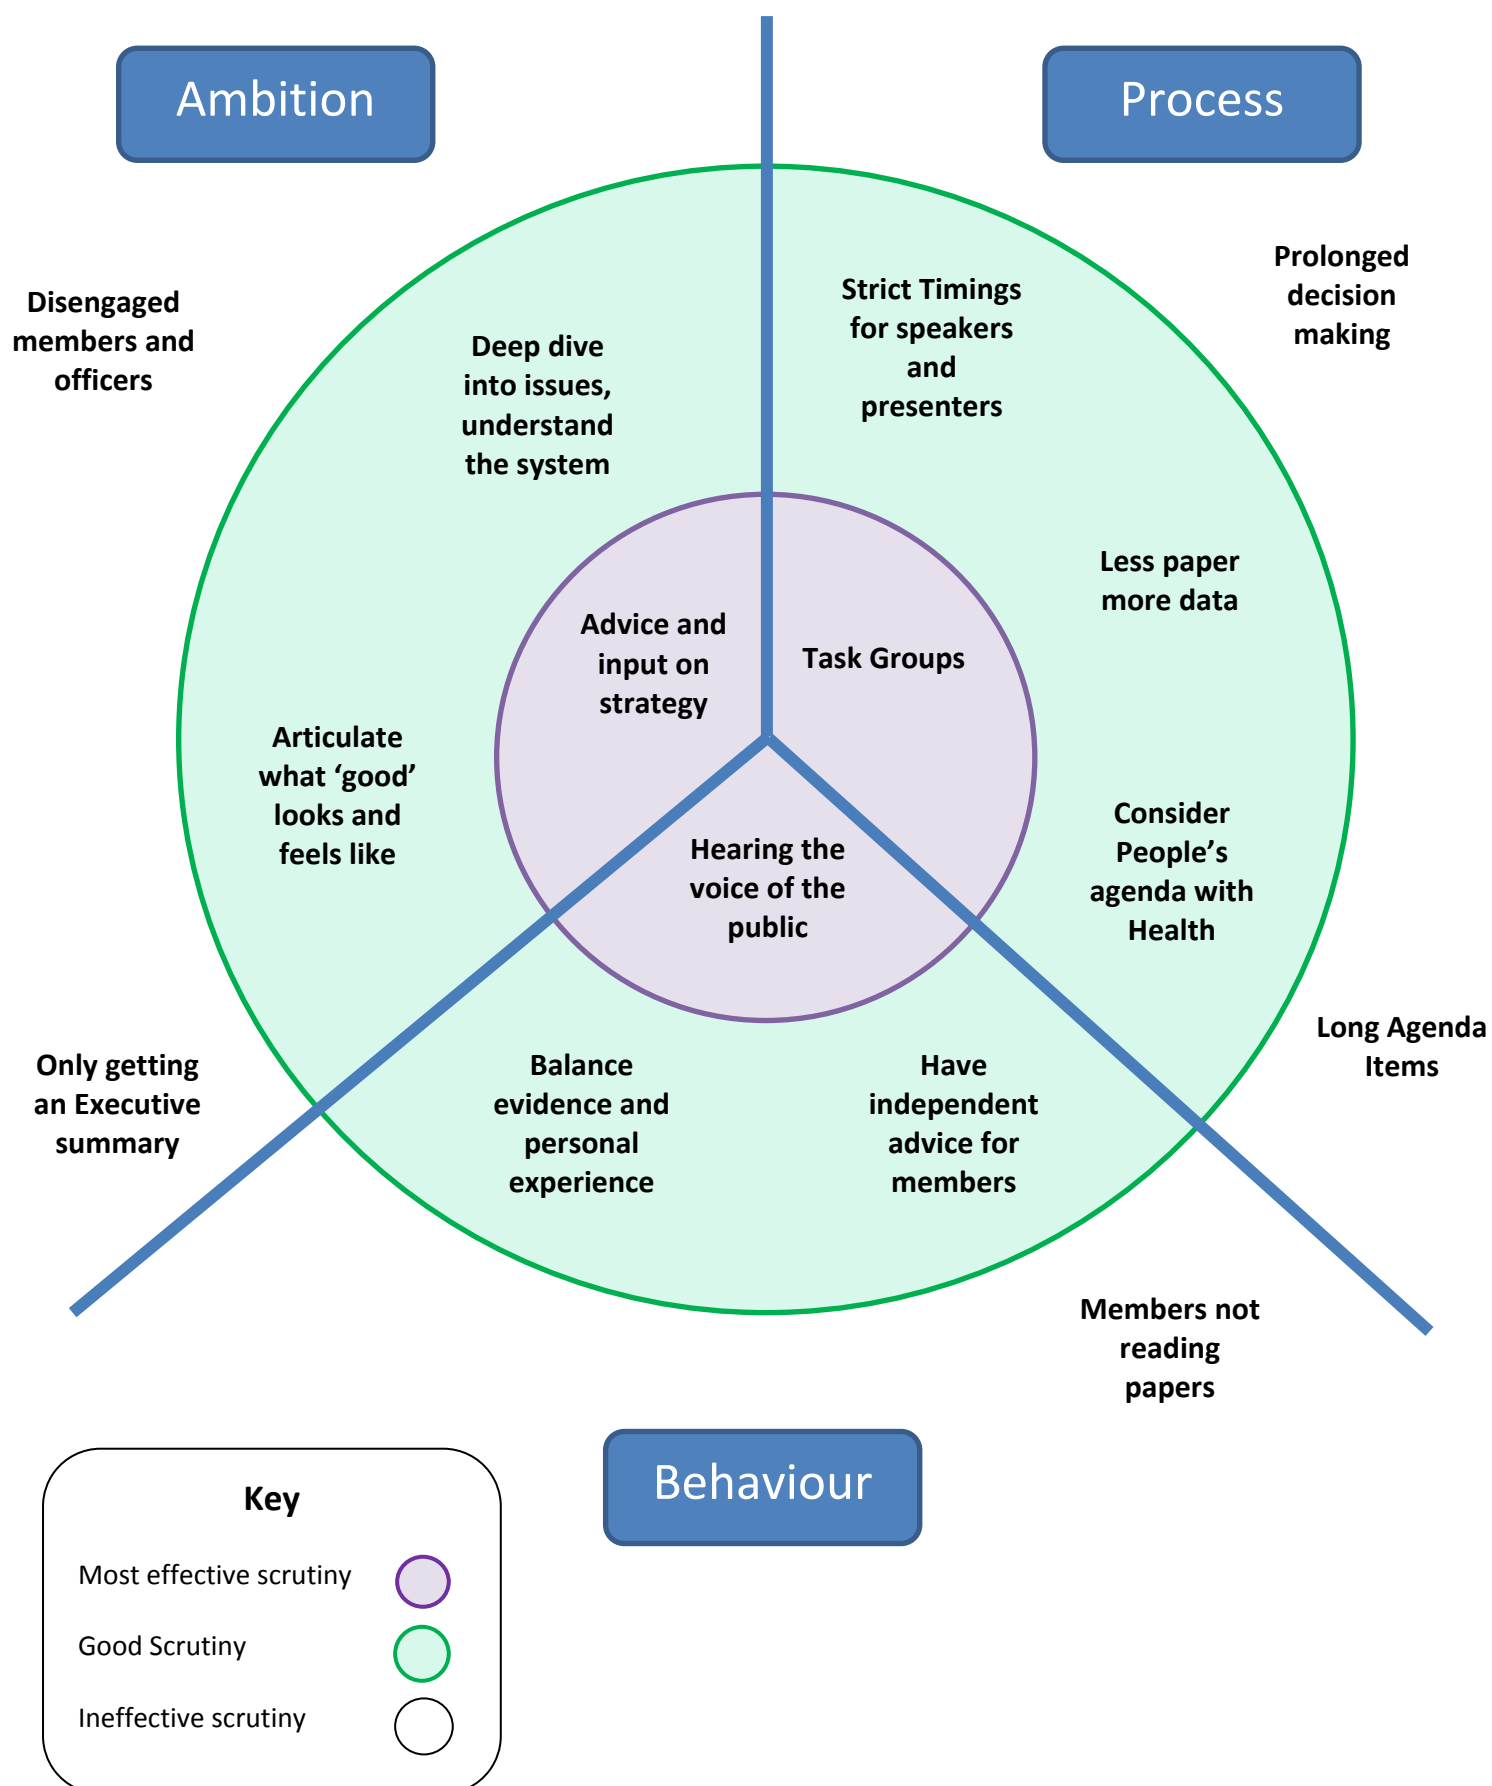 Ambition
Process
Disengaged
members and
officers
Deep dive
into issues,
understand
the system
Strict Timings
for speakers
and
presenters
Prolonged
decision
making
Less paper
more data
Advice and
input on
strategy
Task Groups
Articulate
what ‘good’
looks and
feels like
Hearing the
voice of the
public
Consider
People’s
agenda with
Health
Only getting
an Executive
summary
Balance
evidence and
personal
experience
Have
independent
advice for
members
Long Agenda
Items
Members not
reading
papers
Behaviour
Key
Most effective scrutiny
Good Scrutiny
Ineffective scrutiny